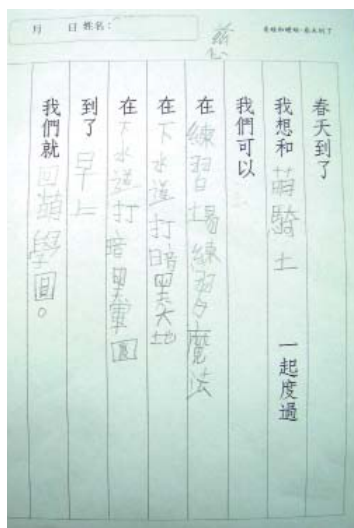 月 日 姓名：
慈
春天到了
我想和萌騎士 一起度過
我們可以
在練習場練習魔法
在下水道打暗黑大地
在下水道打暗黑軍團
到了早上
我們就回萌學園。